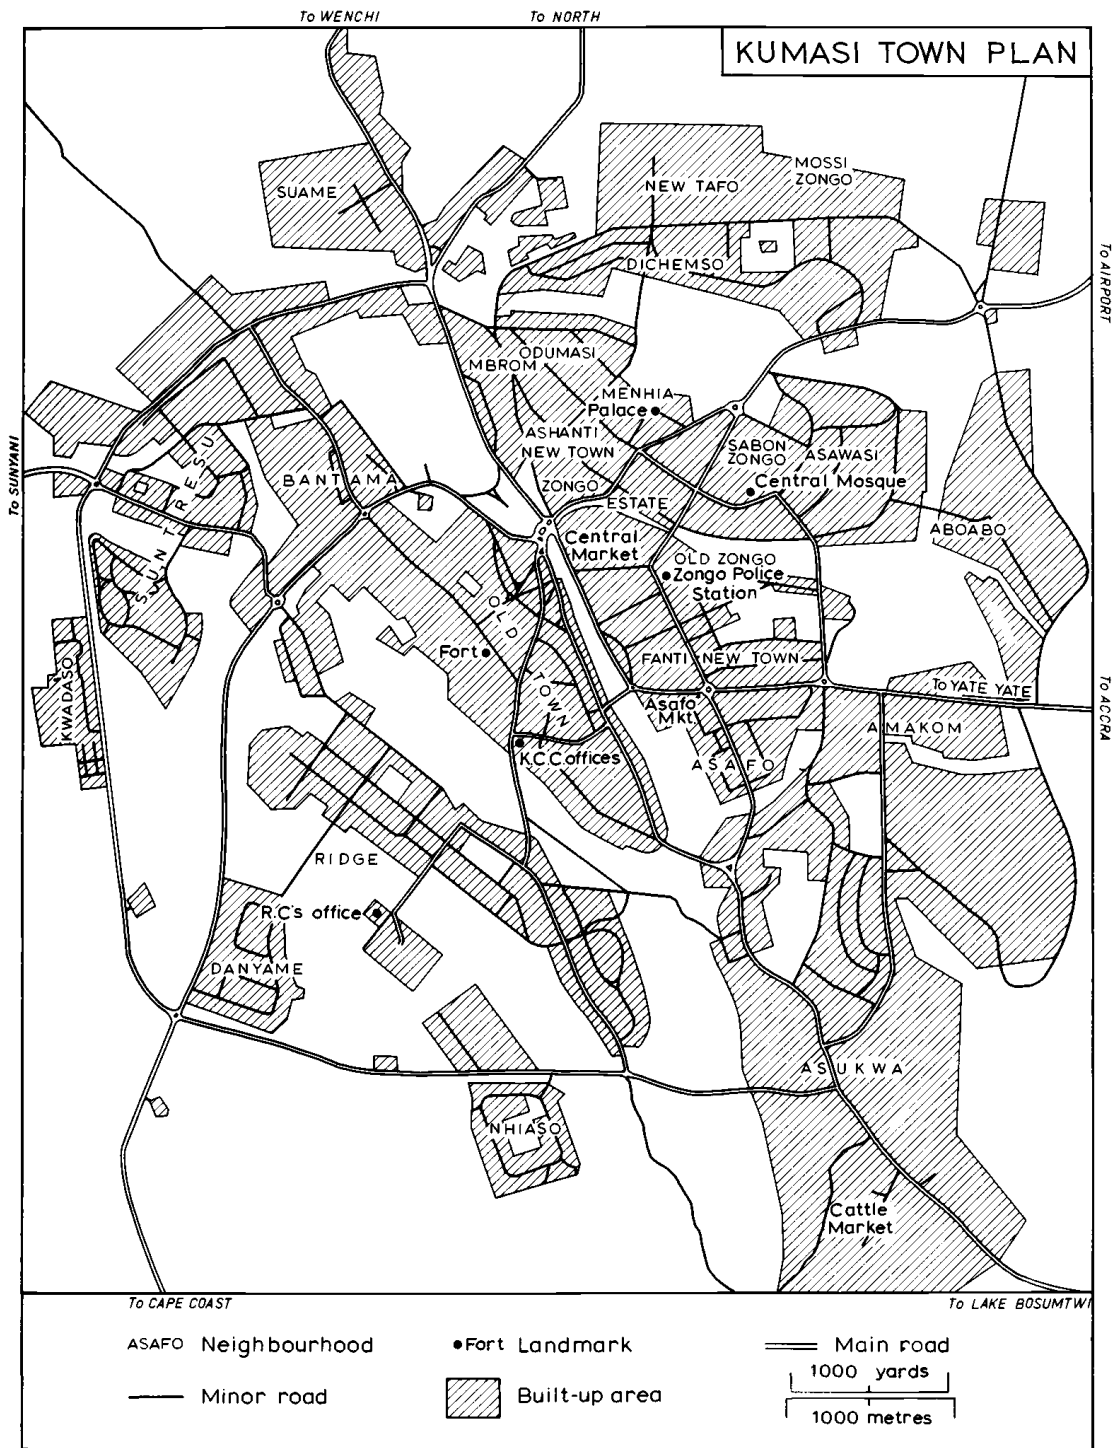 To WENCHI
To NORTH
KUMASI TOWN PLAN
MOSSI
ZONGO
SUAME
NEW TAFO
To AIRPORT
DICHEMSO
ODUMASI
MBROM
MENHIA
Palace
ASHANTI
NEW TOWN
SABON
ZONGO
ASAWASI
To SUNYANI
SUNTRESU
BANTAMA
ZONGO
Central Mosque
ESTATE
ABOABO
Central
Market
OLD ZONGO
Zongo Police
Station
OLD TOWN
Fort
FANTI NEW TOWN
KWADASO
To YATE YATE
To ACCRA
Asafo
Mkt
AMAKOM
K.C.C. offices
ASAFO
RIDGE
R.C's office
DANYAME
ASUKWA
NHIASO
Cattle
Market
To CAPE COAST
To LAKE BOSUMTWI
ASAFO Neighbourhood
Fort Landmark
Main road
Minor road
Built-up area
1000 yards
1000 metres